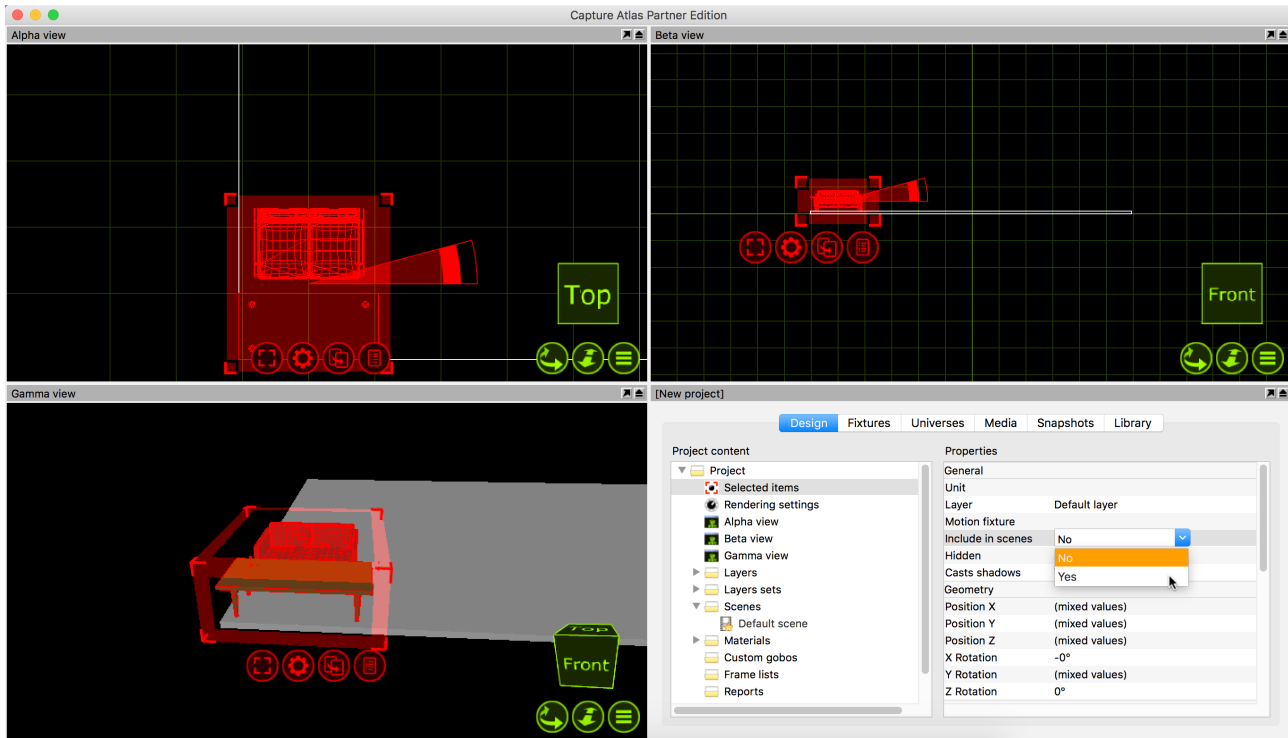 Capture Atlas Partner Edition
Alpha view
Top
Beta view
Front
Gamma view
Top
Front
[New project]
Design Fixtures Universes Media Snapshots Library
Project content
Project
Selected items
Rendering settings
Alpha view
Beta view
Gamma view
Layers
Layers sets
Scenes
Default scene
Materials
Custom gobos
Frame lists
Reports
Properties
General
Unit
Layer Default layer
Motion fixture
Include in scenes No
Hidden No
Casts shadows Yes
Geometry
Position X (mixed values)
Position Y (mixed values)
Position Z (mixed values)
X Rotation -0°
Y Rotation (mixed values)
Z Rotation 0°